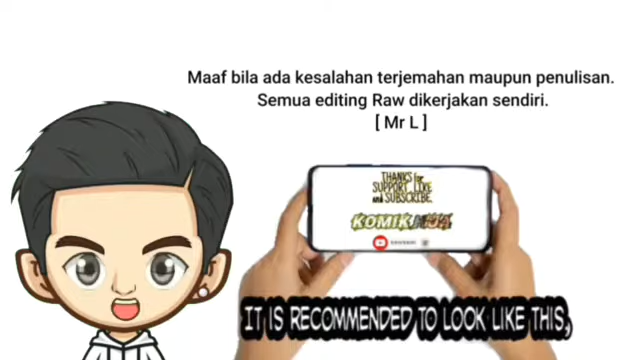 Maaf bila ada kesalahan terjemahan maupun penulisan.
Semua editing Raw dikerjakan sendiri.
[ Mr L ]
THANKS for
SUPPORT, LIKE
and SUBSCRIBE.
KOMIK
IT IS RECOMMENDED TO LOOK LIKE THIS,